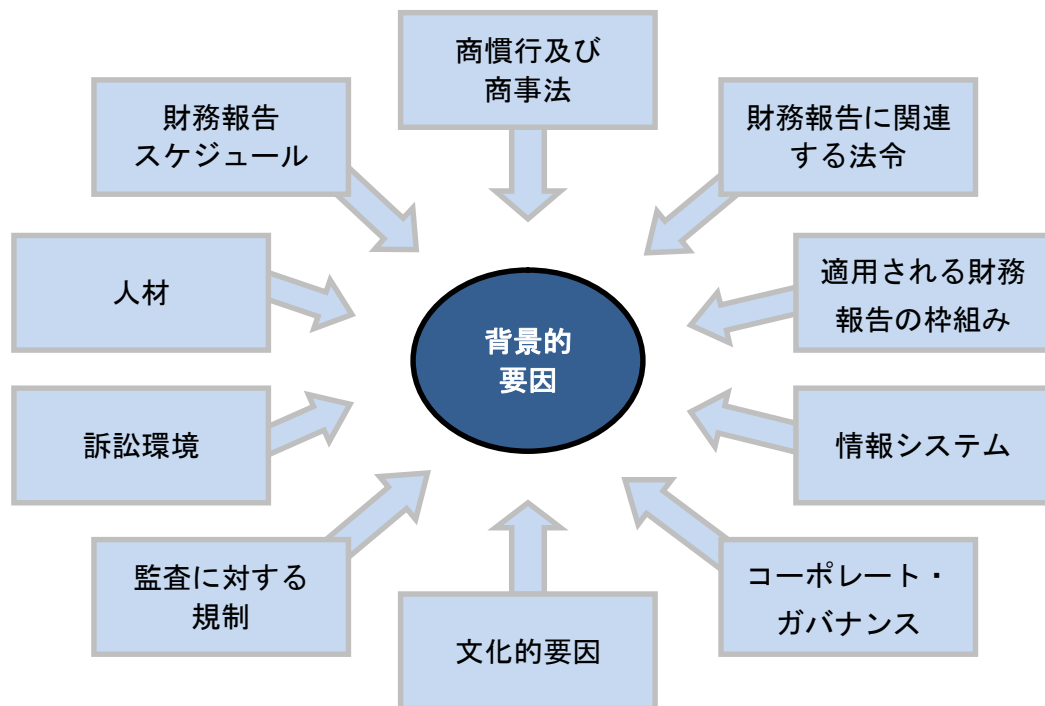 商慣行及び
商事法
財務報告
スケジュール
財務報告に関連
する法令
人材
適用される財務
報告の枠組み
背景的
要因
訴訟環境
情報システム
監査に対する
規制
文化的要因
コーポレート・
ガバナンス